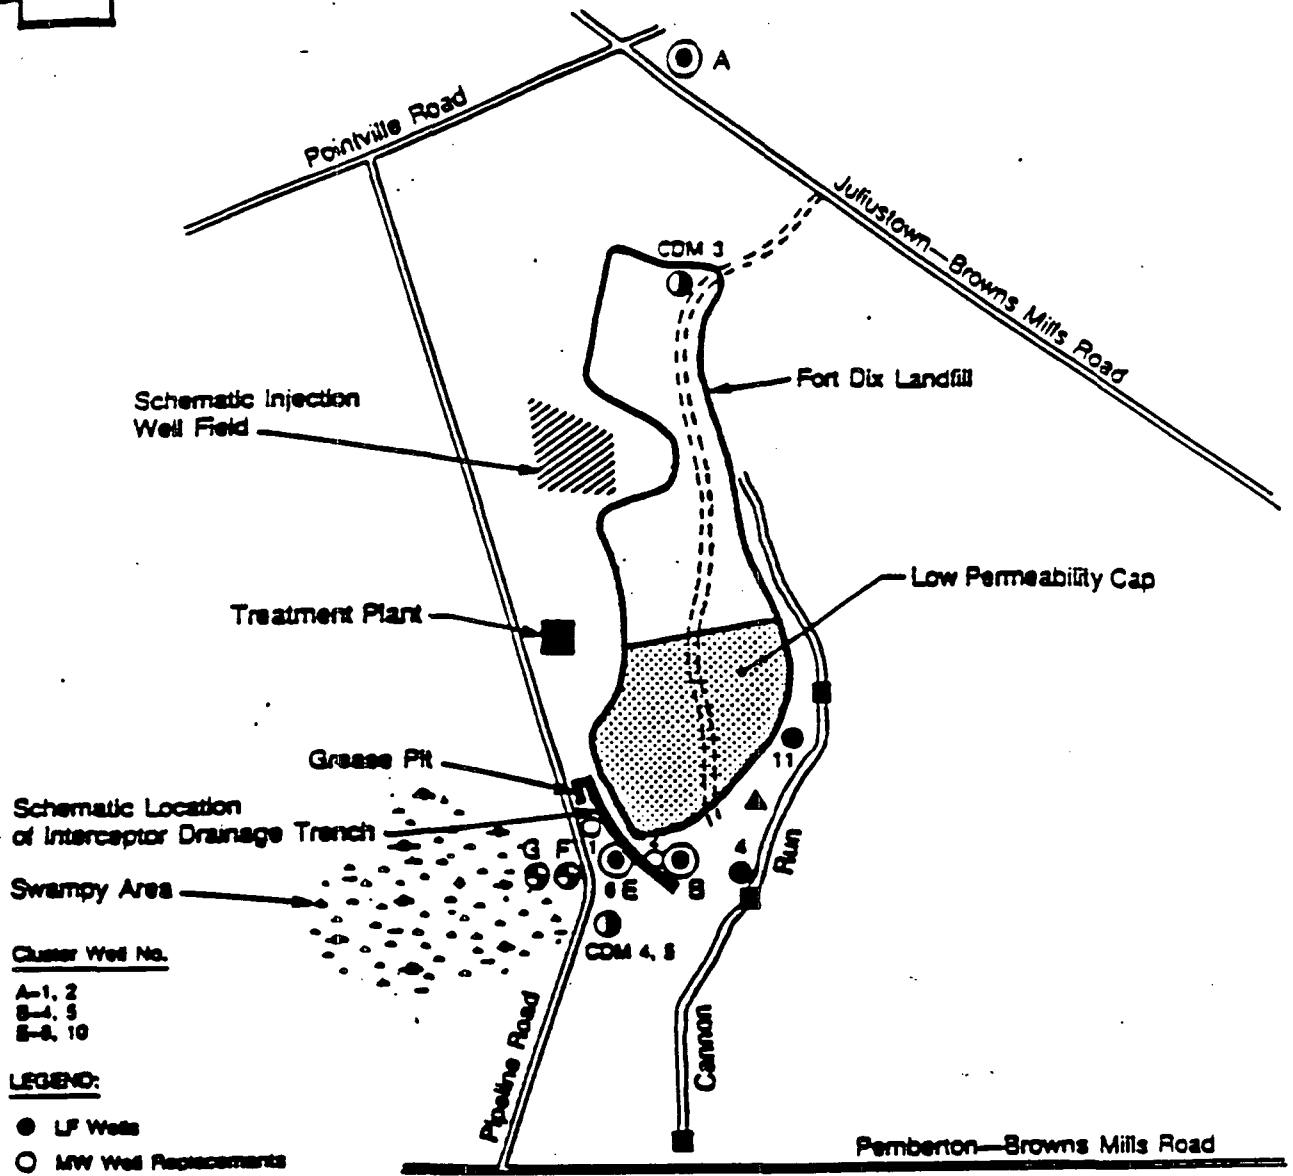 A
Pointville Road
Juliustown—Browns Mills Road
CDM 3
Fort Dix Landfill
Schematic Injection
Well Field
Low Permeability Cap
Treatment Plant
Grease Pit
11
Schematic Location
of Interceptor Drainage Trench
1
2
4
Run
G
F
6
E
B
Swampy Area
CDM 4, 5
Cluster Well No.
A—1, 2
B—4, 5
10
Pipeline Road
Cannon
LEGEND:
LF Wells
MW Well Replacements
Pemberton—Browns Mills Road